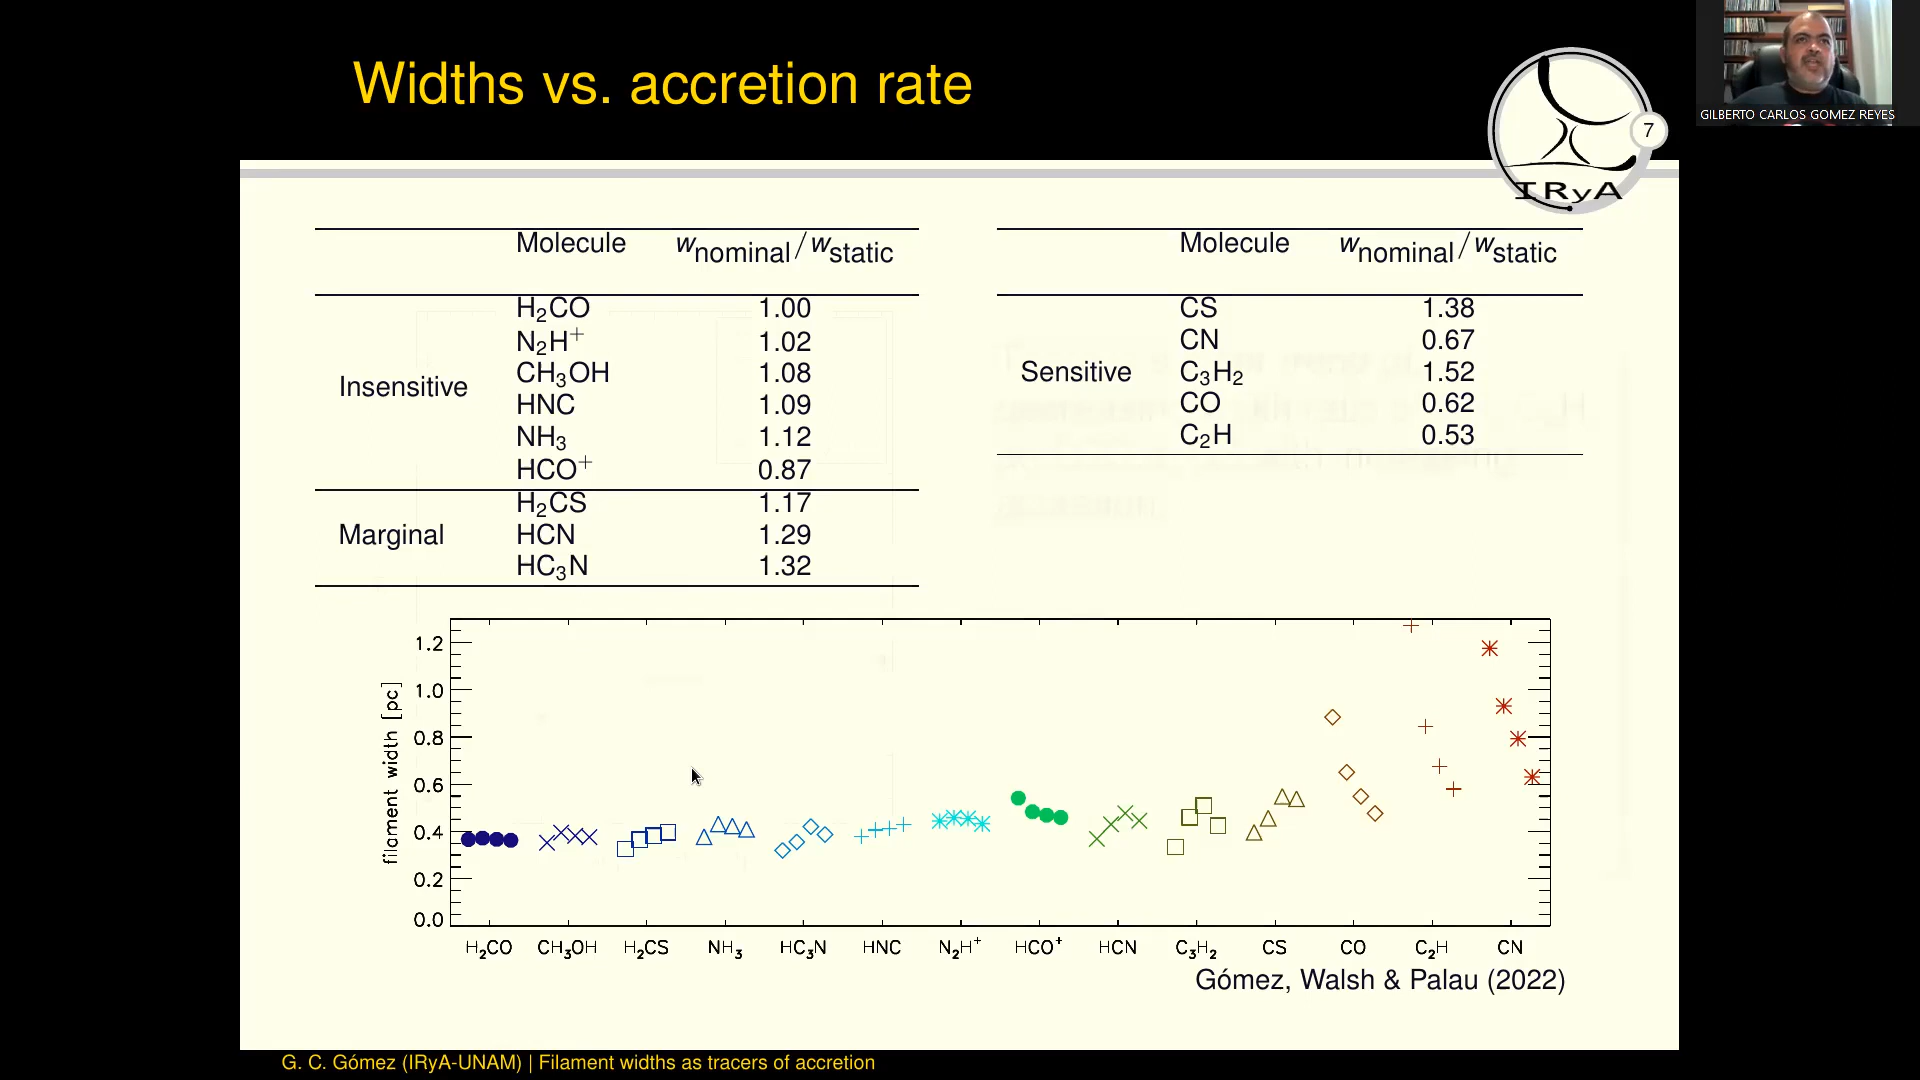 Widths vs. accretion rate
7
IRyA
GILBERTO CARLOS GOMEZ REYES
Molecule w_nominal/w_static
Insensitive
H₂CO 1.00
N₂H⁺ 1.02
CH₃OH 1.08
HNC 1.09
NH₃ 1.12
HCO⁺ 0.87
Marginal
H₂CS 1.17
HCN 1.29
HC₃N 1.32
Molecule w_nominal/w_static
Sensitive
CS 1.38
CN 0.67
C₃H₂ 1.52
CO 0.62
C₂H 0.53
filament width [pc]
1.2
1.0
0.8
0.6
0.4
0.2
0.0
H₂CO CH₃OH H₂CS NH₃ HC₃N HNC N₂H⁺ HCO⁺ HCN C₃H₂ CS CO C₂H CN
Gómez, Walsh & Palau (2022)
G. C. Gómez (IRyA-UNAM) | Filament widths as tracers of accretion